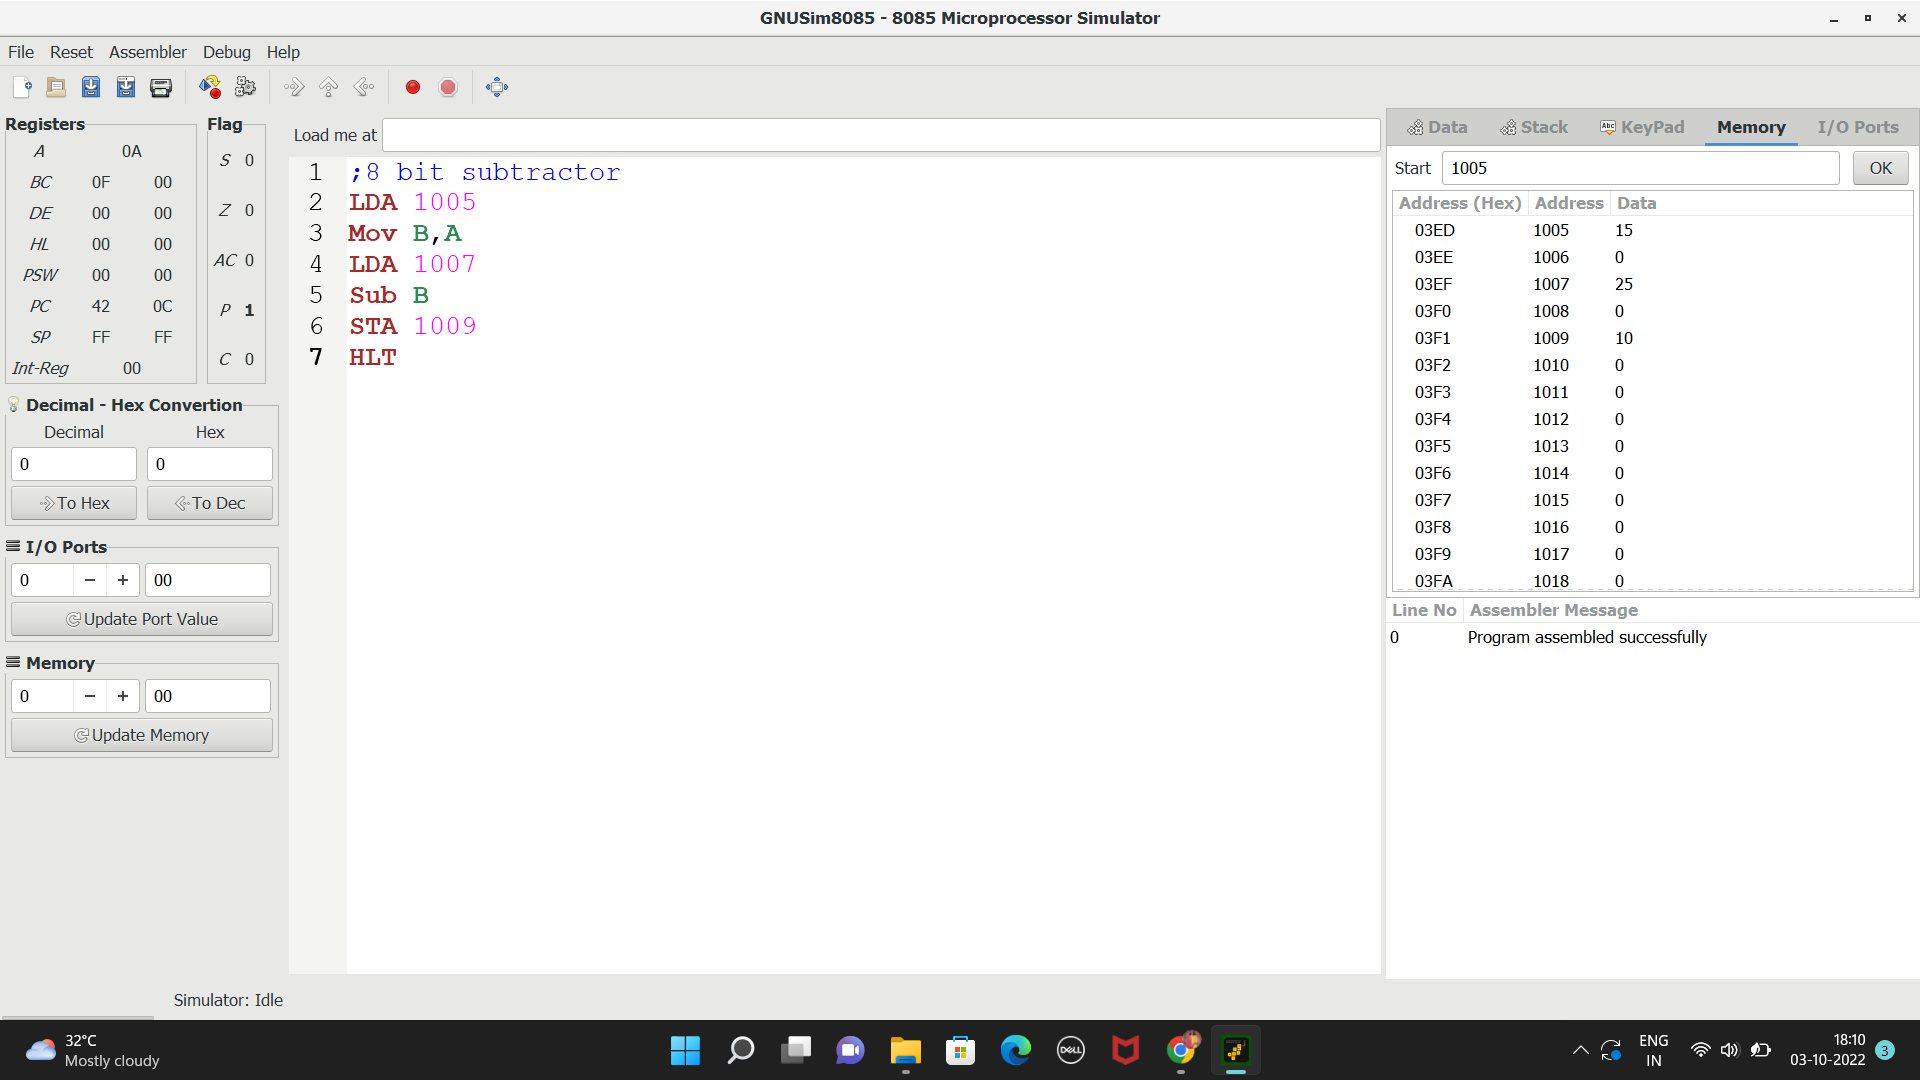 GNUSim8085 - 8085 Microprocessor Simulator
File Reset Assembler Debug Help
Registers
A 0A
BC 0F 00
DE 00 00
HL 00 00
PSW 00 00
PC 42 0C
SP FF FF
Int-Reg 00
Flag
S 0
Z 0
AC 0
P 1
C 0
Decimal - Hex Convertion
Decimal Hex
0 0
To Hex To Dec
I/O Ports
0 − + 00
Update Port Value
Memory
0 − + 00
Update Memory
Load me at
1 ;8 bit subtractor
2 LDA 1005
3 Mov B,A
4 LDA 1007
5 Sub B
6 STA 1009
7 HLT
Data Stack Abc KeyPad Memory I/O Ports
Start 1005 OK
Address (Hex) Address Data
03ED 1005 15
03EE 1006 0
03EF 1007 25
03F0 1008 0
03F1 1009 10
03F2 1010 0
03F3 1011 0
03F4 1012 0
03F5 1013 0
03F6 1014 0
03F7 1015 0
03F8 1016 0
03F9 1017 0
03FA 1018 0
Line No Assembler Message
0 Program assembled successfully
Simulator: Idle
32°C
Mostly cloudy
DELL
ENG
IN
18:10
03-10-2022
3